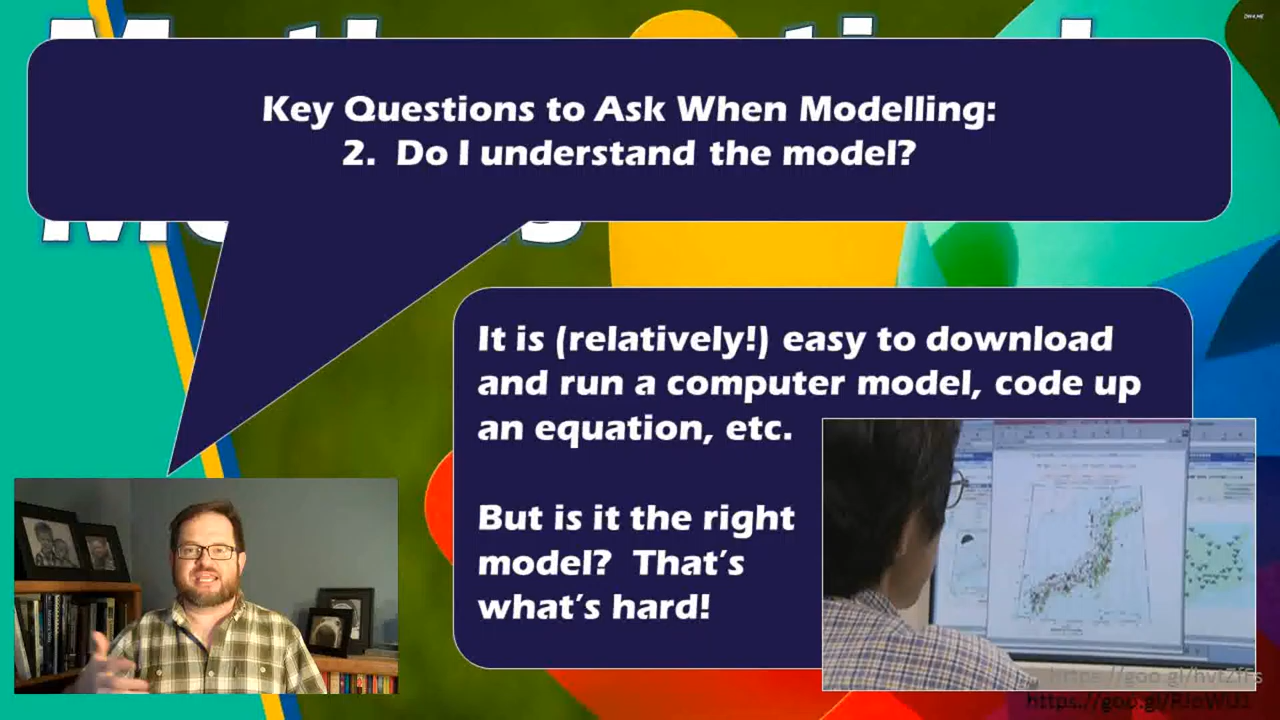 Key Questions to Ask When Modelling:
2. Do I understand the model?
It is (relatively!) easy to download
and run a computer model, code up
an equation, etc.
But is it the right
model? That's
what's hard!